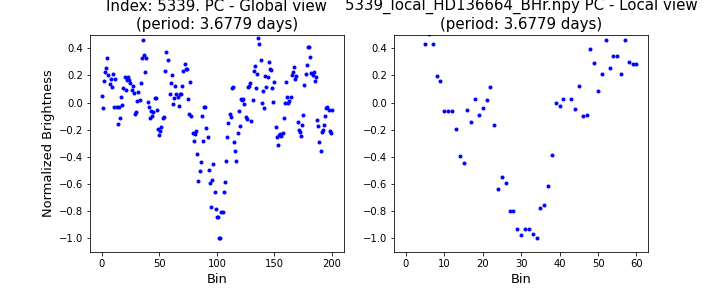 Index: 5339. PC - Global view
(period: 3.6779 days)
5339_local_HD136664_BHr.npy PC - Local view
(period: 3.6779 days)
Normalized Brightness
0.4
0.2
0.0
−0.2
−0.4
−0.6
−0.8
−1.0
0 50 100 150 200
Bin
0.4
0.2
0.0
−0.2
−0.4
−0.6
−0.8
−1.0
0 10 20 30 40 50 60
Bin